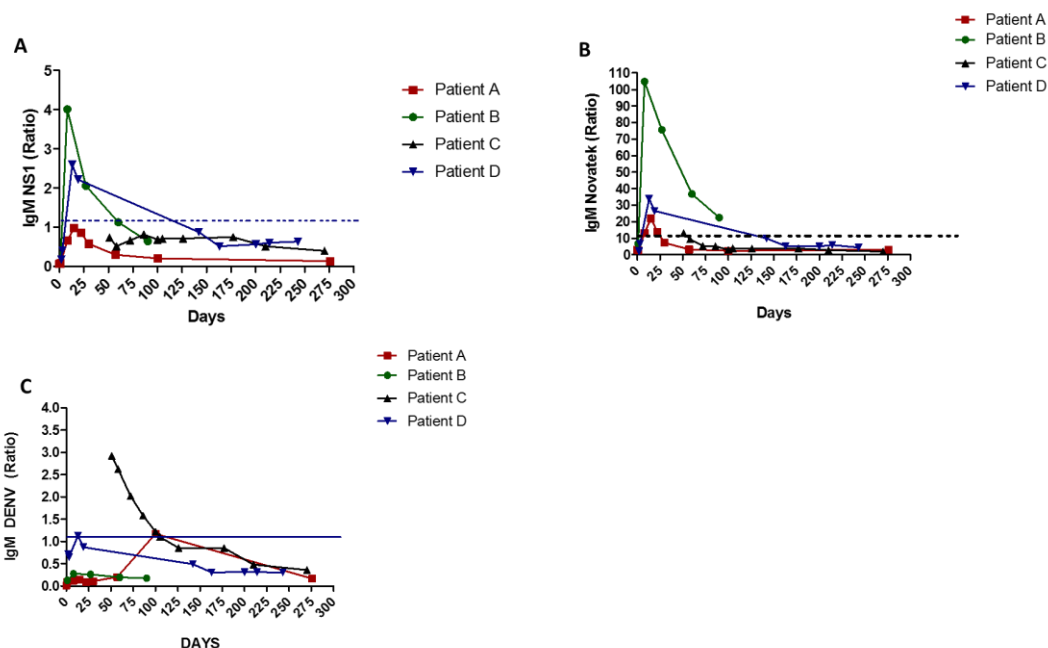 A
IgM NS1 (Ratio)
5
4
3
2
1
0
0 25 50 75 100 125 150 175 200 225 250 275 300
Days
Patient A
Patient B
Patient C
Patient D
B
IgM Novatek (Ratio)
110
100
90
80
70
60
50
40
30
20
10
0
0 25 50 75 100 125 150 175 200 225 250 275 300
Days
Patient A
Patient B
Patient C
Patient D
C
IgM DENV (Ratio)
4.0
3.5
3.0
2.5
2.0
1.5
1.0
0.5
0.0
0 25 50 75 100 125 150 175 200 225 250 275 300
DAYS
Patient A
Patient B
Patient C
Patient D